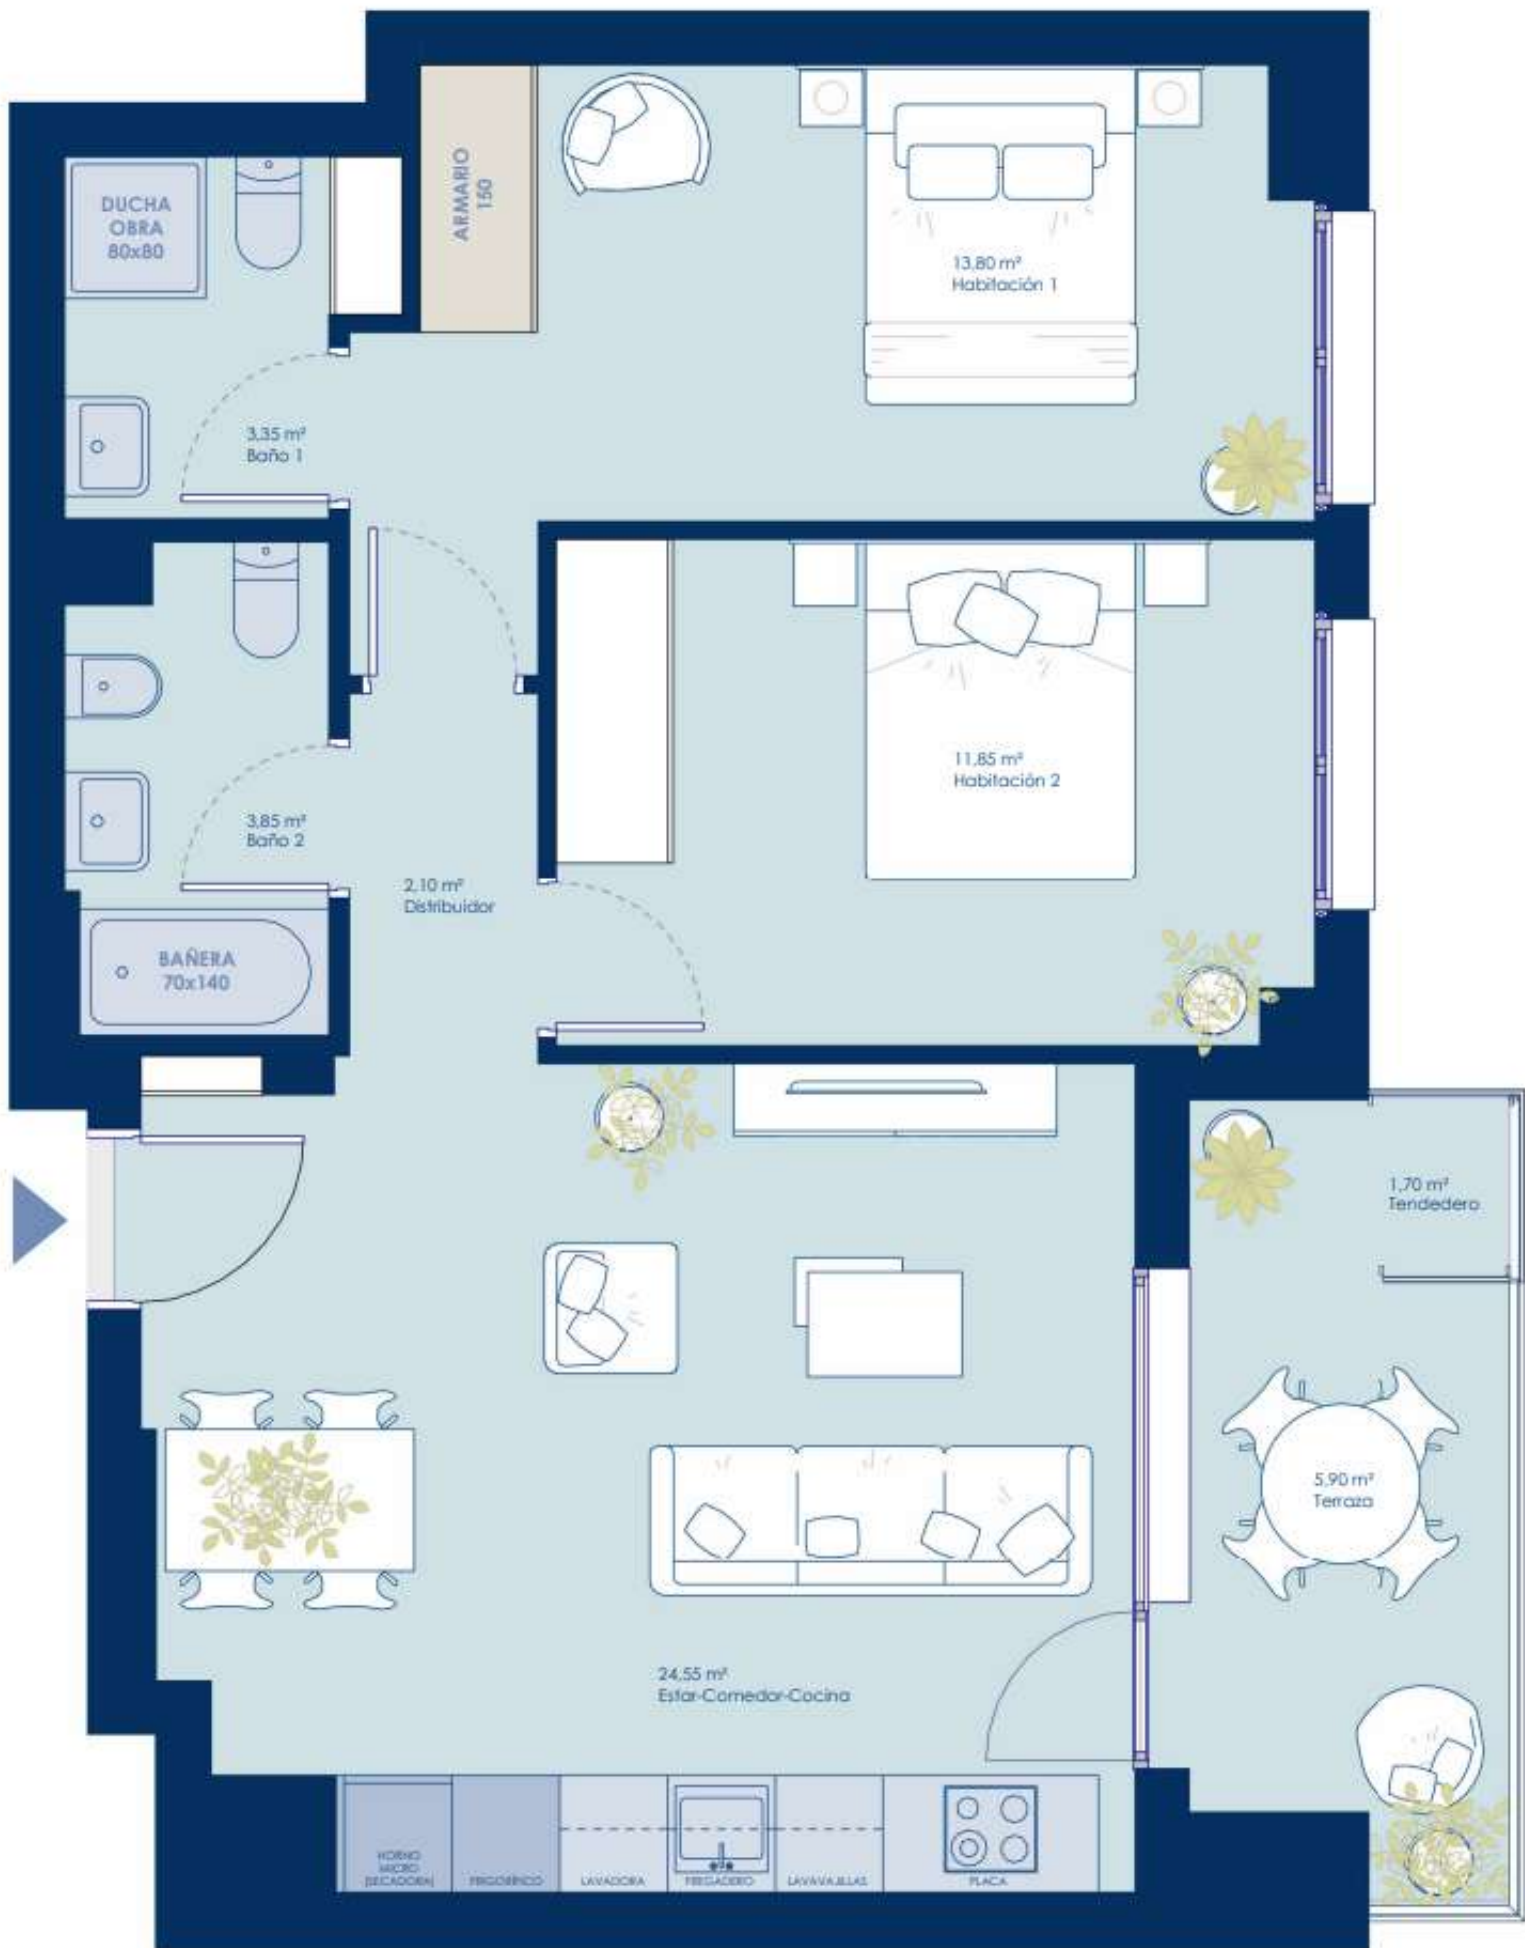 DUCHA
OBRA
80x80
ARMARIO
150
13,80 m²
Habitación 1
3,35 m²
Baño 1
11,85 m²
Habitación 2
3,85 m²
Baño 2
2,10 m²
Distribuidor
BAÑERA
70x140
1,70 m²
Tendedero
5,90 m²
Terraza
24,55 m²
Estar-Comedor-Cocina
HORNO
MICRO
(SECADORA)
FRIGORÍFICO
LAVADORA
FREGADERO
LAVAVAJILLAS
PLACA